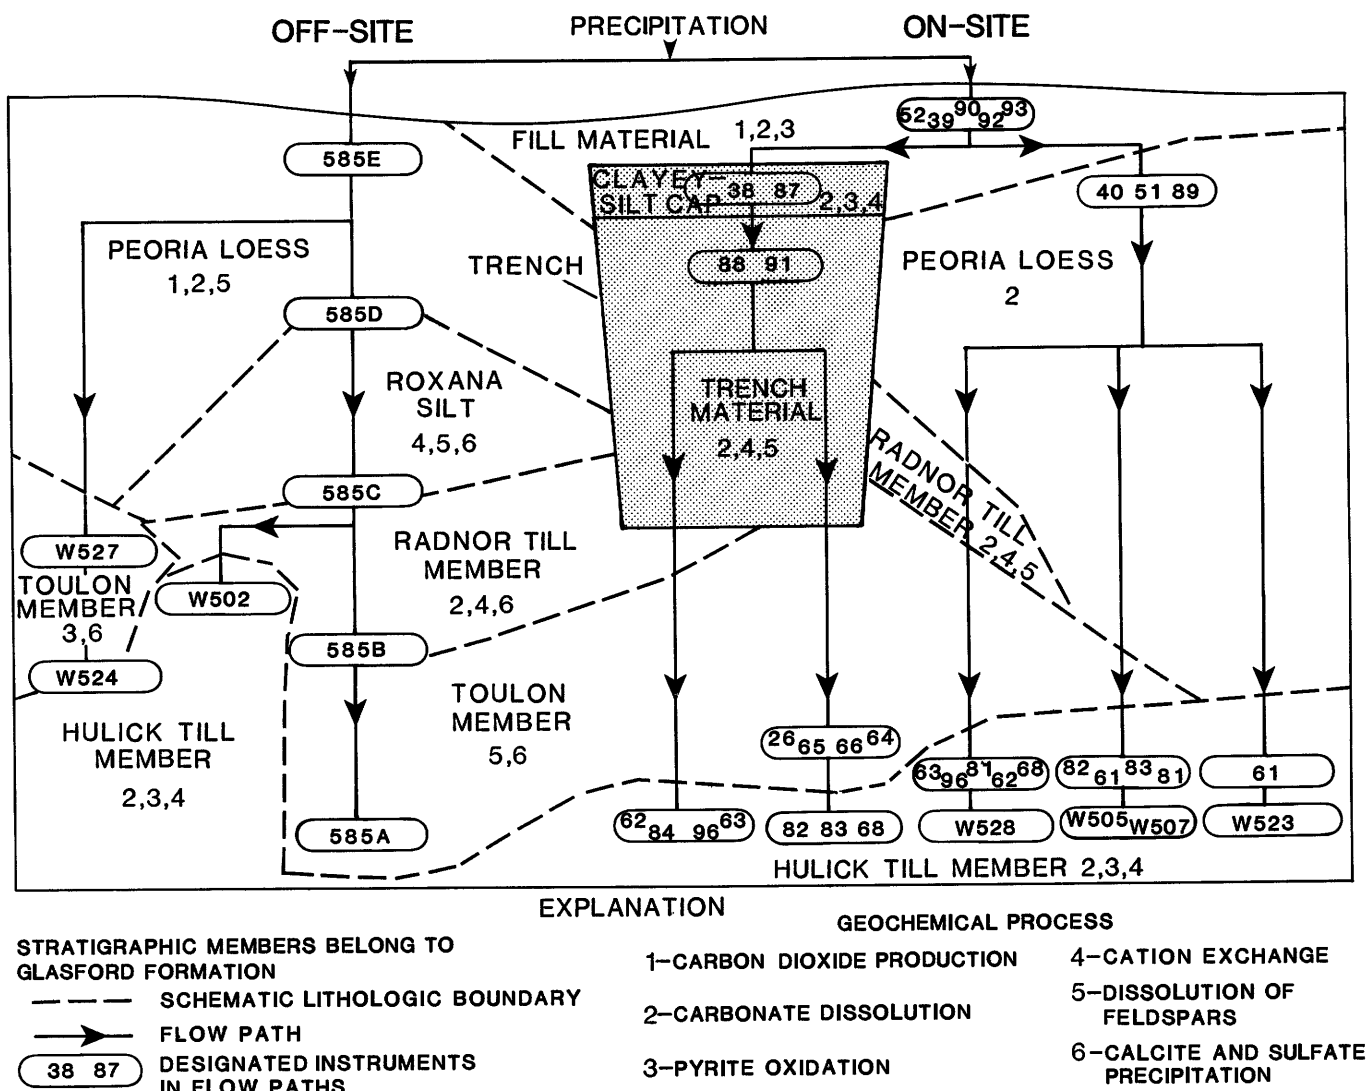 OFF-SITE
PRECIPITATION
ON-SITE
52 39 90 92 93
FILL MATERIAL 1,2,3
585E
CLAYEY-
SILT CAP
38 87
2,3,4
40 51 89
PEORIA LOESS
1,2,5
TRENCH
88 91
PEORIA LOESS
2
585D
ROXANA
SILT
4,5,6
TRENCH
MATERIAL
2,4,5
RADNOR TILL
MEMBER 2,4,5
585C
W527
RADNOR TILL
MEMBER
2,4,6
TOULON
MEMBER
3,6
W502
585B
W524
TOULON
MEMBER
5,6
HULICK TILL
MEMBER
2,3,4
26 65 66 64
63 96 81 62 68
82 61 83 81
61
585A
62 84 96 63
82 83 68
W528
W505 W507
W523
HULICK TILL MEMBER 2,3,4
EXPLANATION
STRATIGRAPHIC MEMBERS BELONG TO
GLASFORD FORMATION
SCHEMATIC LITHOLOGIC BOUNDARY
FLOW PATH
38 87
DESIGNATED INSTRUMENTS
IN FLOW PATHS
GEOCHEMICAL PROCESS
1-CARBON DIOXIDE PRODUCTION
2-CARBONATE DISSOLUTION
3-PYRITE OXIDATION
4-CATION EXCHANGE
5-DISSOLUTION OF
FELDSPARS
6-CALCITE AND SULFATE
PRECIPITATION